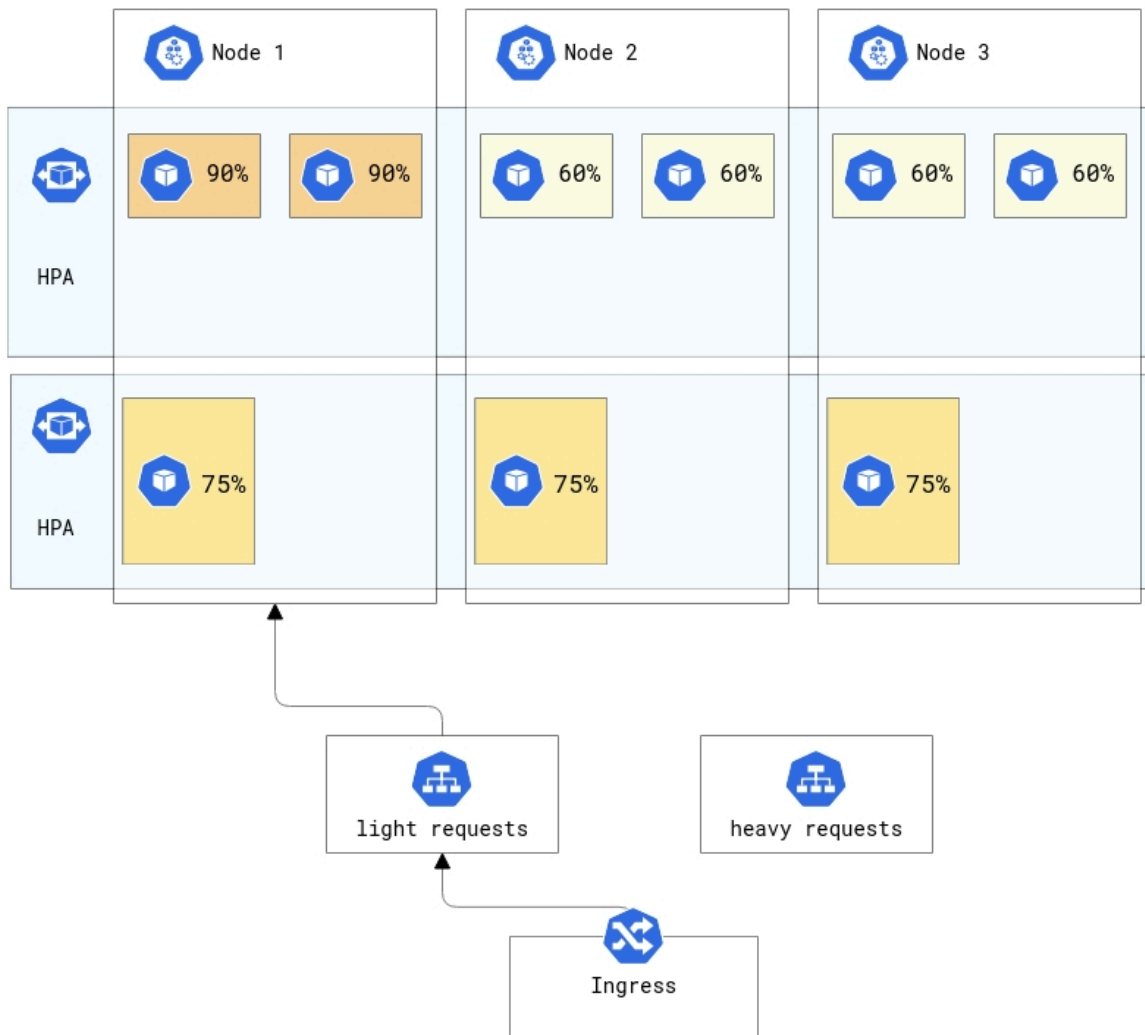 Node 1
Node 2
Node 3
90%
90%
60%
60%
60%
60%
HPA
75%
75%
75%
HPA
light requests
heavy requests
Ingress